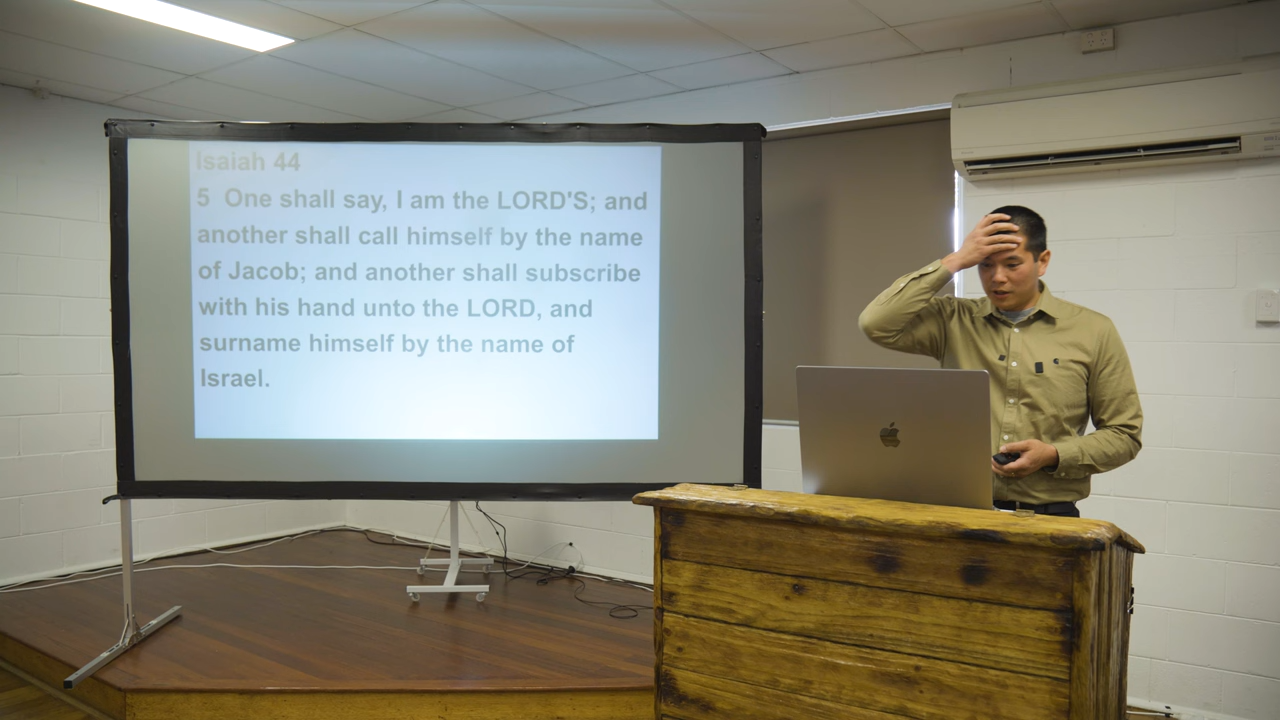 Isaiah 44
5 One shall say, I am the LORD'S; and
another shall call himself by the name
of Jacob; and another shall subscribe
with his hand unto the LORD, and
surname himself by the name of
Israel.